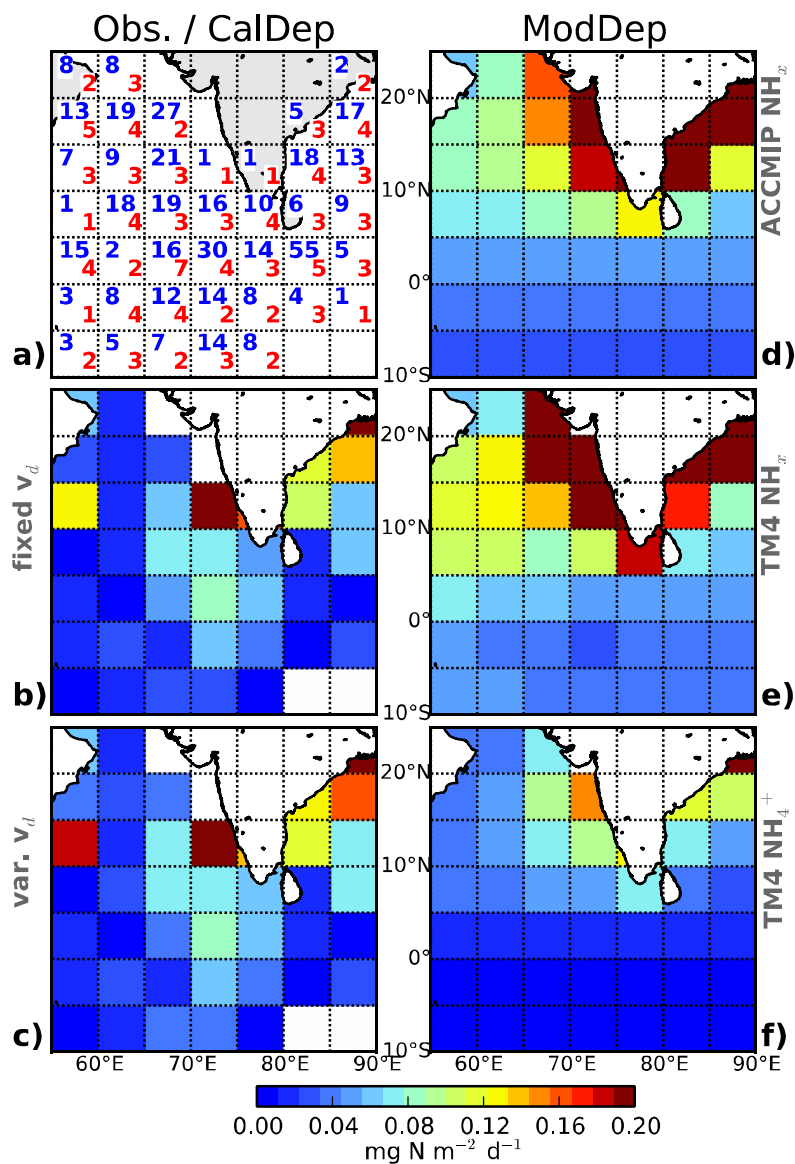 Obs. / CalDep
ModDep
8 8 2
2 3 2
13 19 27 5 17
5 4 2 3 4
7 9 21 1 1 18 13
3 3 3 1 1 4 3
1 18 19 16 10 6 9
1 4 3 3 4 3 3
15 2 16 30 14 55 5
4 2 7 4 3 5 3
3 8 12 14 8 4 1
1 4 4 2 2 3 1
3 5 7 14 8
2 3 2 3 2
a)
20°N
10°N
0°
10°S
d)
ACCMIP NHₓ
fixed v_d
b)
20°N
10°N
0°
10°S
e)
TM4 NHₓ
var. v_d
c)
20°N
10°N
0°
10°S
f)
TM4 NH₄⁺
60°E 70°E 80°E 90°E 60°E 70°E 80°E 90°E
0.00 0.04 0.08 0.12 0.16 0.20
mg N m⁻² d⁻¹